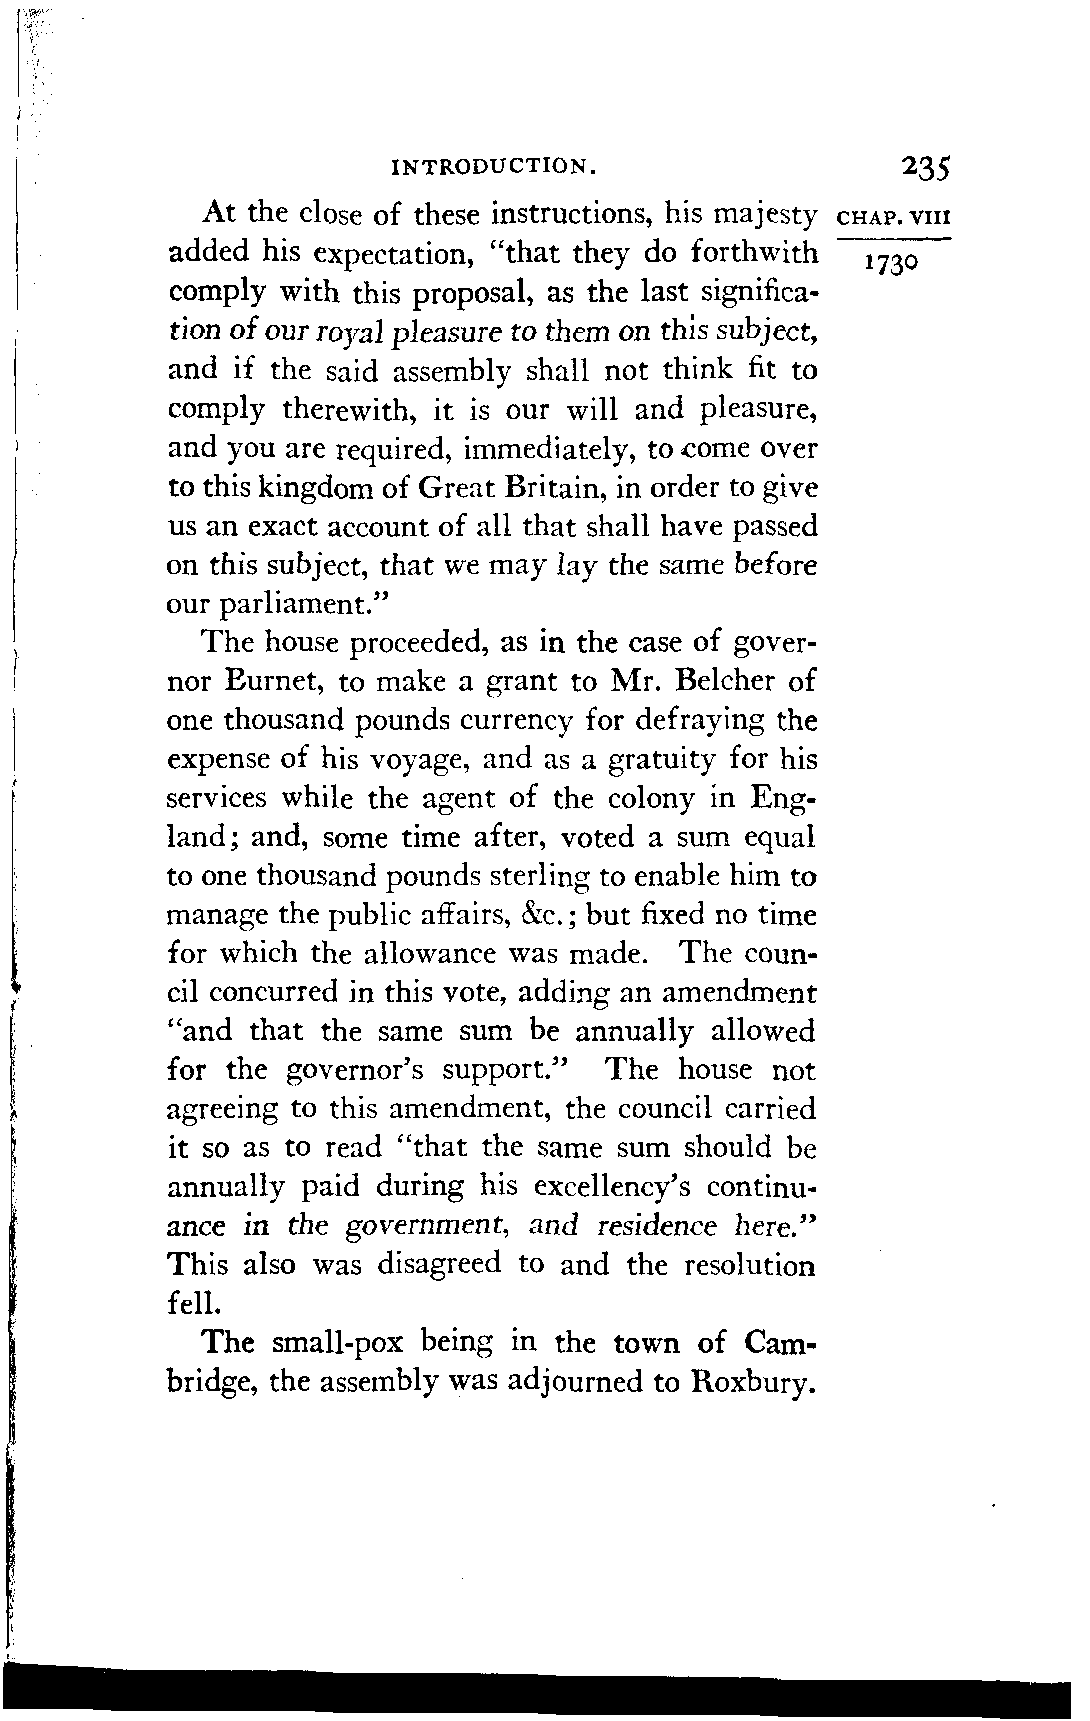 INTRODUCTION. 235
At the close of these instructions, his majesty CHAP. VIII
added his expectation, "that they do forthwith 1730
comply with this proposal, as the last significa-
tion of our royal pleasure to them on this subject,
and if the said assembly shall not think fit to
comply therewith, it is our will and pleasure,
and you are required, immediately, to come over
to this kingdom of Great Britain, in order to give
us an exact account of all that shall have passed
on this subject, that we may lay the same before
our parliament."
The house proceeded, as in the case of gover-
nor Burnet, to make a grant to Mr. Belcher of
one thousand pounds currency for defraying the
expense of his voyage, and as a gratuity for his
services while the agent of the colony in Eng-
land; and, some time after, voted a sum equal
to one thousand pounds sterling to enable him to
manage the public affairs, &c.; but fixed no time
for which the allowance was made. The coun-
cil concurred in this vote, adding an amendment
"and that the same sum be annually allowed
for the governor's support." The house not
agreeing to this amendment, the council carried
it so as to read "that the same sum should be
annually paid during his excellency's continu-
ance in the government, and residence here."
This also was disagreed to and the resolution
fell.
The small-pox being in the town of Cam-
bridge, the assembly was adjourned to Roxbury.